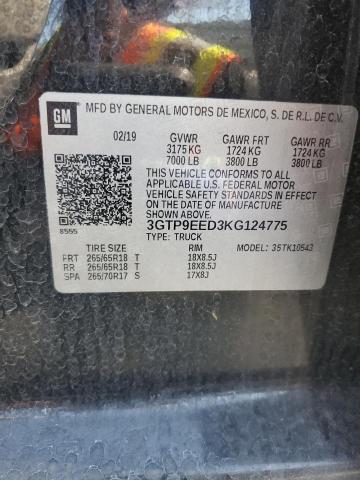 GM
MFD BY GENERAL MOTORS DE MEXICO, S. DE R.L. DE C.V.
02/19 GVWR GAWR FRT GAWR RR
3175 KG 1724 KG 1724 KG
7000 LB 3800 LB 3800 LB
THIS VEHICLE CONFORMS TO ALL
APPLICABLE U.S. FEDERAL MOTOR
VEHICLE SAFETY STANDARDS IN EFFECT
ON THE DATE OF MANUFACTURE
SHOWN ABOVE.
8555
3GTP9EED3KG124775
TYPE: TRUCK MODEL: 35TK10543
TIRE SIZE SPEED RTG RIM
FRT 265/65R18 T 18X8.5J
RR 265/65R18 T 18X8.5J
SPA 265/70R17 S 17X8J